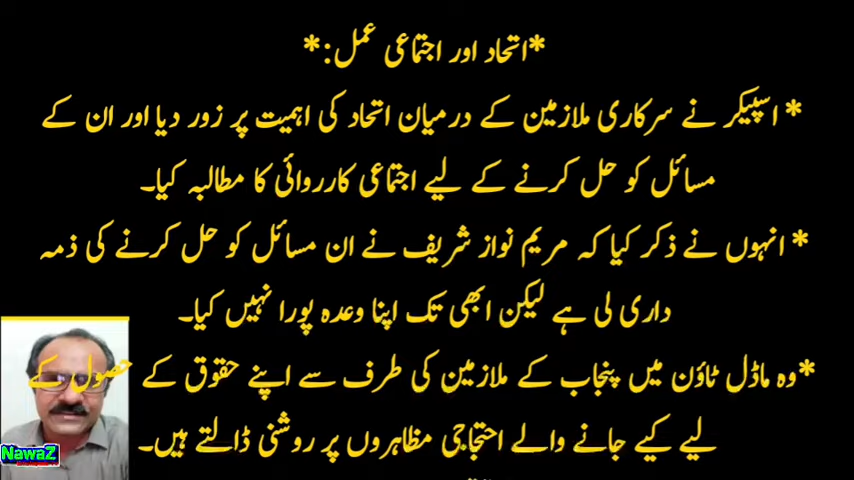 *اتحاد اور اجتماعی عمل:*
* اسپیکر نے سرکاری ملازمین کے درمیان اتحاد کی اہمیت پر زور دیا اور ان کے
مسائل کو حل کرنے کے لیے اجتماعی کارروائی کا مطالبہ کیا۔
* انہوں نے ذکر کیا کہ مریم نواز شریف نے ان مسائل کو حل کرنے کی ذمہ
داری لی ہے لیکن ابھی تک اپنا وعدہ پورا نہیں کیا۔
*وہ ماڈل ٹاؤن میں پنجاب کے ملازمین کی طرف سے اپنے حقوق کے حصول کے
لیے کیے جانے والے احتجاجی مظاہروں پر روشنی ڈالتے ہیں۔
NawaZ